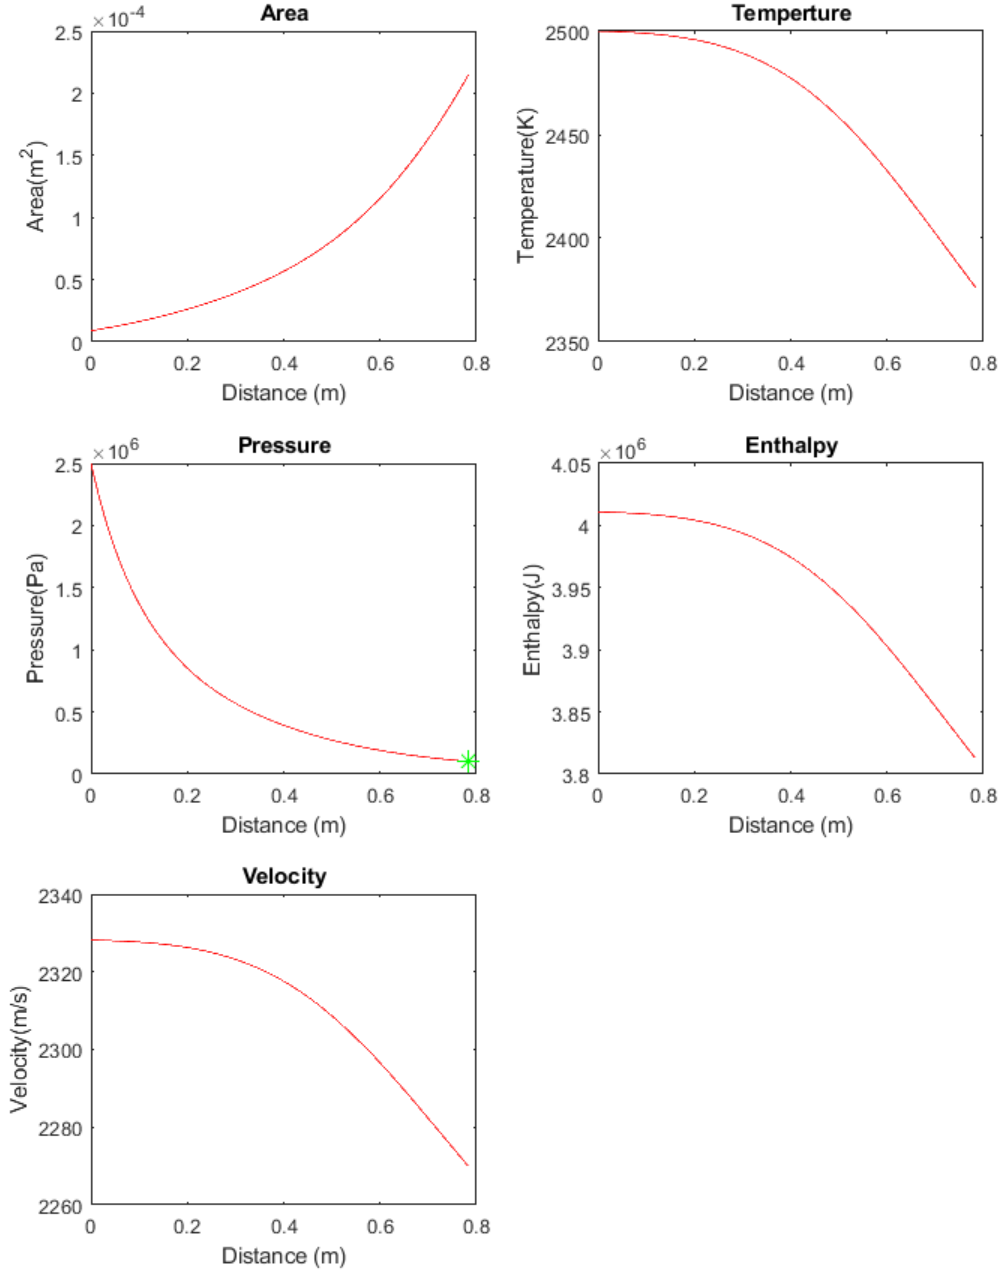 Area
×10^-4
Area(m^2)
2.5
2
1.5
1
0.5
0
0 0.2 0.4 0.6 0.8
Distance (m)
Temperture
Temperature(K)
2500
2450
2400
2350
0 0.2 0.4 0.6 0.8
Distance (m)
Pressure
×10^6
Pressure(Pa)
2.5
2
1.5
1
0.5
0
0 0.2 0.4 0.6 0.8
Distance (m)
Enthalpy
×10^6
Enthalpy(J)
4.05
4
3.95
3.9
3.85
3.8
0 0.2 0.4 0.6 0.8
Distance (m)
Velocity
Velocity(m/s)
2340
2320
2300
2280
2260
0 0.2 0.4 0.6 0.8
Distance (m)